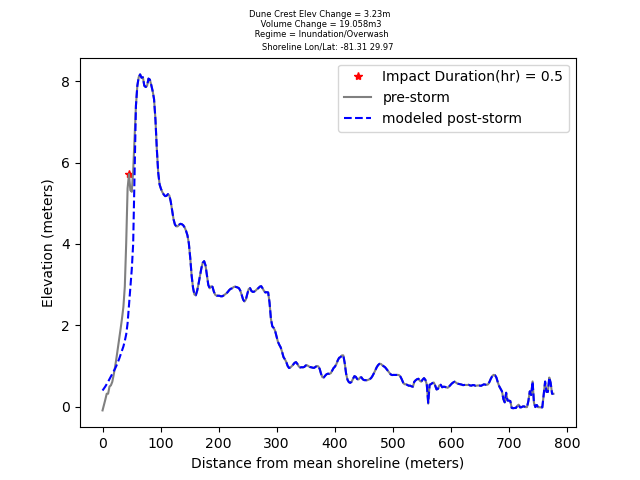 Dune Crest Elev Change = 3.23m
Volume Change = 19.058m3
Regime = Inundation/Overwash
Shoreline Lon/Lat: -81.31 29.97
Impact Duration(hr) = 0.5
pre-storm
modeled post-storm
8
6
4
2
0
Elevation (meters)
0 100 200 300 400 500 600 700 800
Distance from mean shoreline (meters)